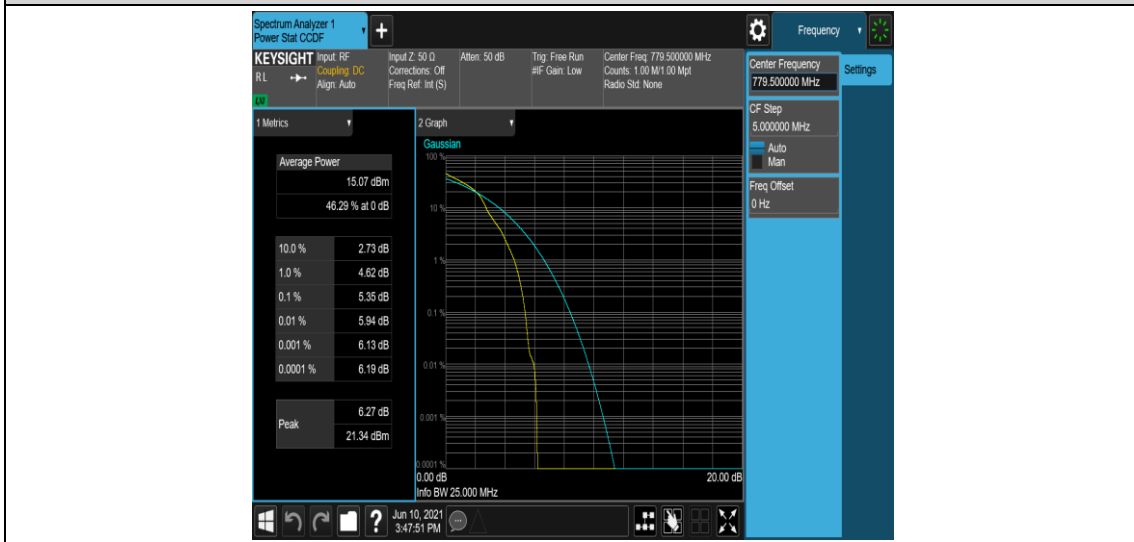 Spectrum Analyzer 1
Power Stat CCDF
+
Frequency
KEYSIGHT
RL
LXI
Input: RF
Coupling: DC
Align: Auto
Input Z: 50 Ω
Corrections: Off
Freq Ref: Int (S)
Atten: 50 dB
Trig: Free Run
#IF Gain: Low
Center Freq: 779.500000 MHz
Counts: 1.00 M/1.00 Mpt
Radio Std: None
Center Frequency
779.500000 MHz
Settings
CF Step
5.000000 MHz
Auto
Man
Freq Offset
0 Hz
1 Metrics
Average Power
15.07 dBm
46.29 % at 0 dB
10.0 % 2.73 dB
1.0 % 4.62 dB
0.1 % 5.35 dB
0.01 % 5.94 dB
0.001 % 6.13 dB
0.0001 % 6.19 dB
Peak
6.27 dB
21.34 dBm
2 Graph
Gaussian
100 %
10 %
1 %
0.1 %
0.01 %
0.001 %
0.0001 %
0.00 dB 20.00 dB
Info BW 25.000 MHz
?
Jun 10, 2021
3:47:51 PM